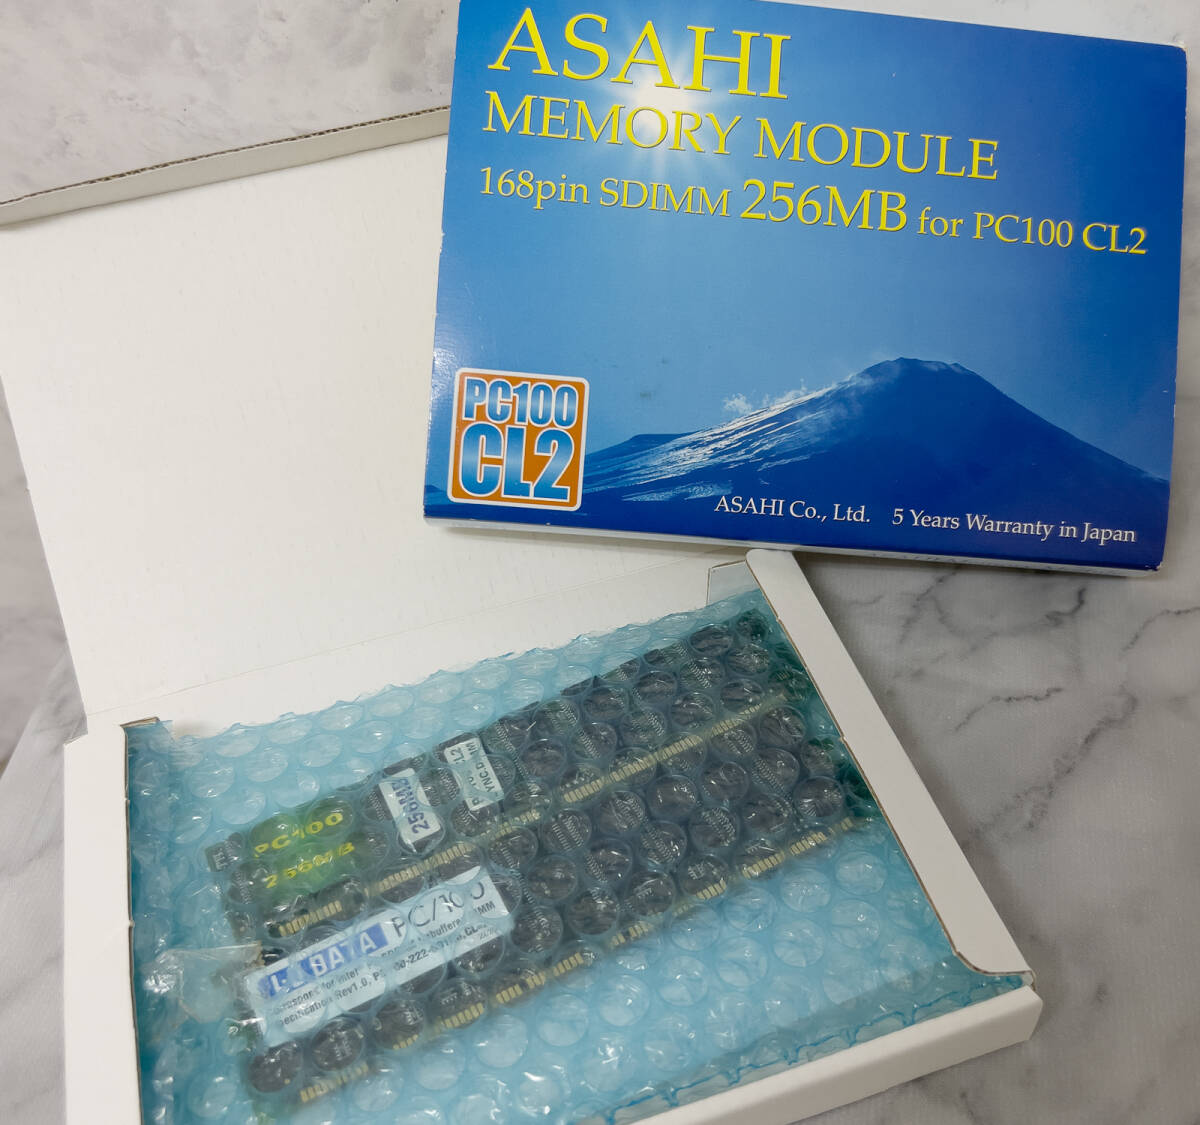 ASAHI
MEMORY MODULE
168pin SDIMM 256MB for PC100 CL2
PC100
CL2
ASAHI Co., Ltd. 5 Years Warranty in Japan
256MB
PC100
256MB
PC/100